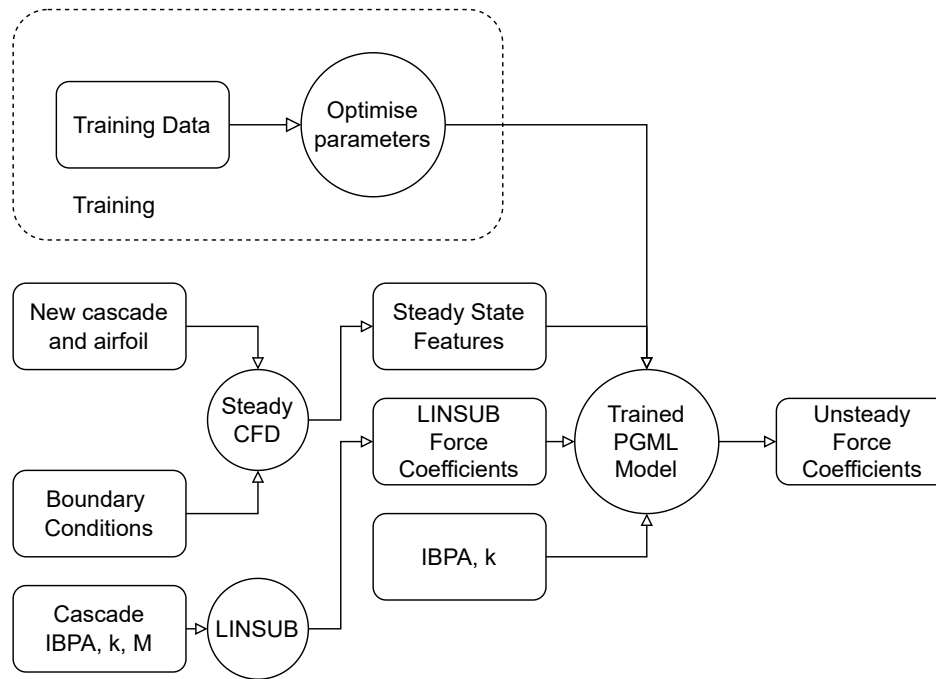 Training Data
Optimise
parameters
Training
New cascade
and airfoil
Steady State
Features
Steady
CFD
LINSUB
Force
Coefficients
Trained
PGML
Model
Unsteady
Force
Coefficients
Boundary
Conditions
IBPA, k
Cascade
IBPA, k, M
LINSUB